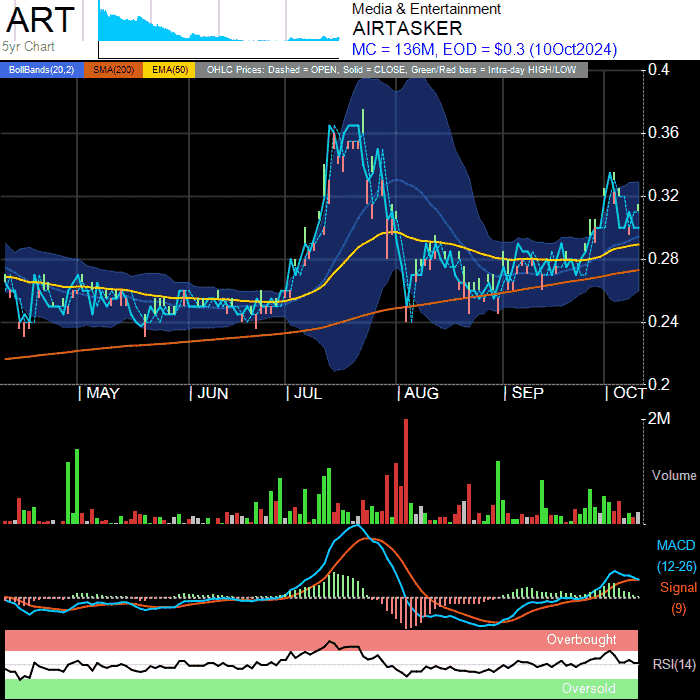 ART
5yr Chart
Media & Entertainment
AIRTASKER
MC = 136M, EOD = $0.3 (10Oct2024)
BollBands(20,2) SMA(200) EMA(50) OHLC Prices: Dashed = OPEN, Solid = CLOSE, Green/Red bars = Intra-day HIGH/LOW
0.4
0.36
0.32
0.28
0.24
0.2
| MAY | JUN | JUL | AUG | SEP | OCT
2M
Volume
MACD
(12-26)
Signal
(9)
Overbought
RSI(14)
Oversold